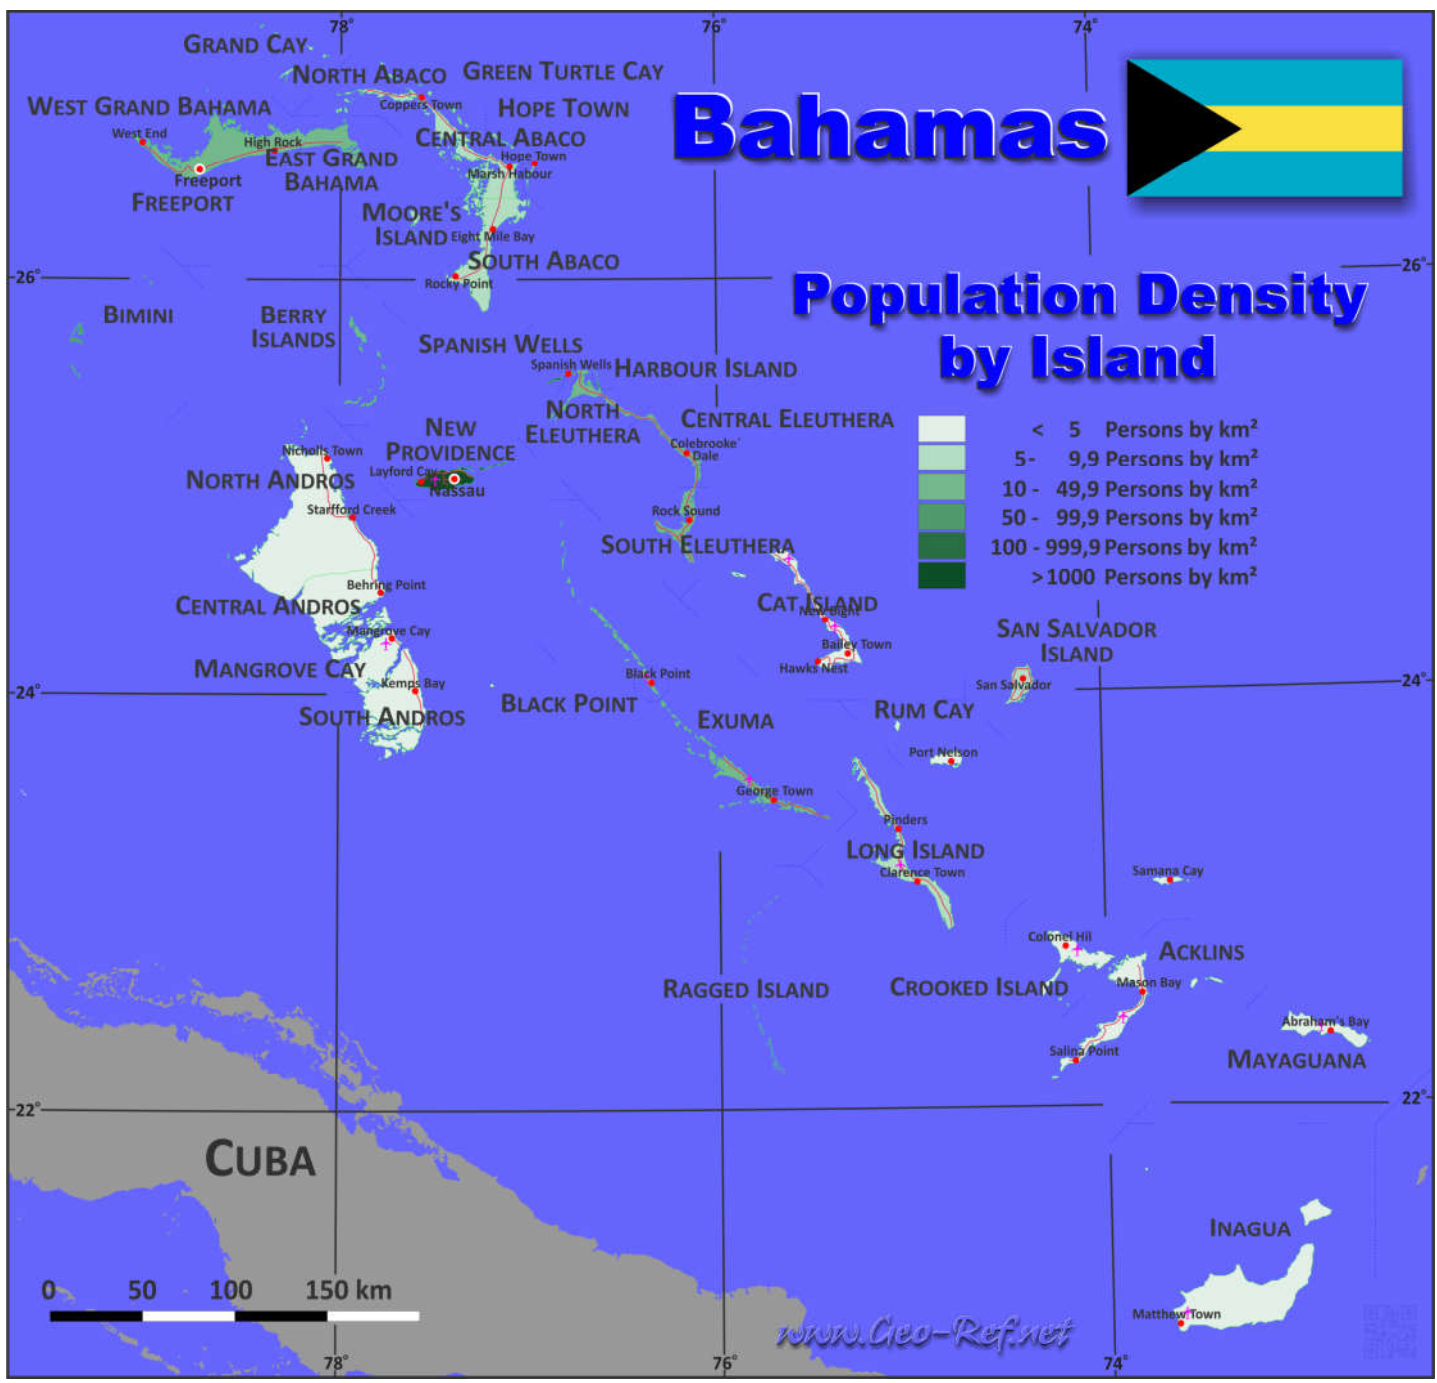 78°
76°
74°
GRAND CAY
NORTH ABACO
GREEN TURTLE CAY
WEST GRAND BAHAMA
Coppers Town
HOPE TOWN
Bahamas
West End
High Rock
CENTRAL ABACO
EAST GRAND
BAHAMA
Hope Town
Marsh Habour
Freeport
FREEPORT
MOORE'S
ISLAND
Eight Mile Bay
SOUTH ABACO
26°
26°
Rocky Point
Population Density
by Island
BIMINI
BERRY
ISLANDS
SPANISH WELLS
Spanish Wells
HARBOUR ISLAND
NORTH
ELEUTHERA
CENTRAL ELEUTHERA
< 5 Persons by km²
5- 9,9 Persons by km²
10 - 49,9 Persons by km²
50 - 99,9 Persons by km²
100 - 999,9 Persons by km²
>1000 Persons by km²
NEW
PROVIDENCE
Colebrooke'
Dale
Nicholls Town
Layford Cay
Nassau
NORTH ANDROS
Starfford Creek
Rock Sound
SOUTH ELEUTHERA
Behring Point
CENTRAL ANDROS
CAT ISLAND
New Bight
Mangrove Cay
Bailey Town
Hawks Nest
SAN SALVADOR
ISLAND
San Salvador
MANGROVE CAY
Kemps Bay
Black Point
24°
24°
SOUTH ANDROS
BLACK POINT
EXUMA
RUM CAY
Port Nelson
George Town
Pinders
LONG ISLAND
Clarence Town
Samana Cay
Colonel Hil
ACKLINS
RAGGED ISLAND
CROOKED ISLAND
Mason Bay
Abraham's Bay
Salina Point
MAYAGUANA
22°
22°
CUBA
INAGUA
0 50 100 150 km
Matthew Town
www.Geo-Ref.net
78°
76°
74°